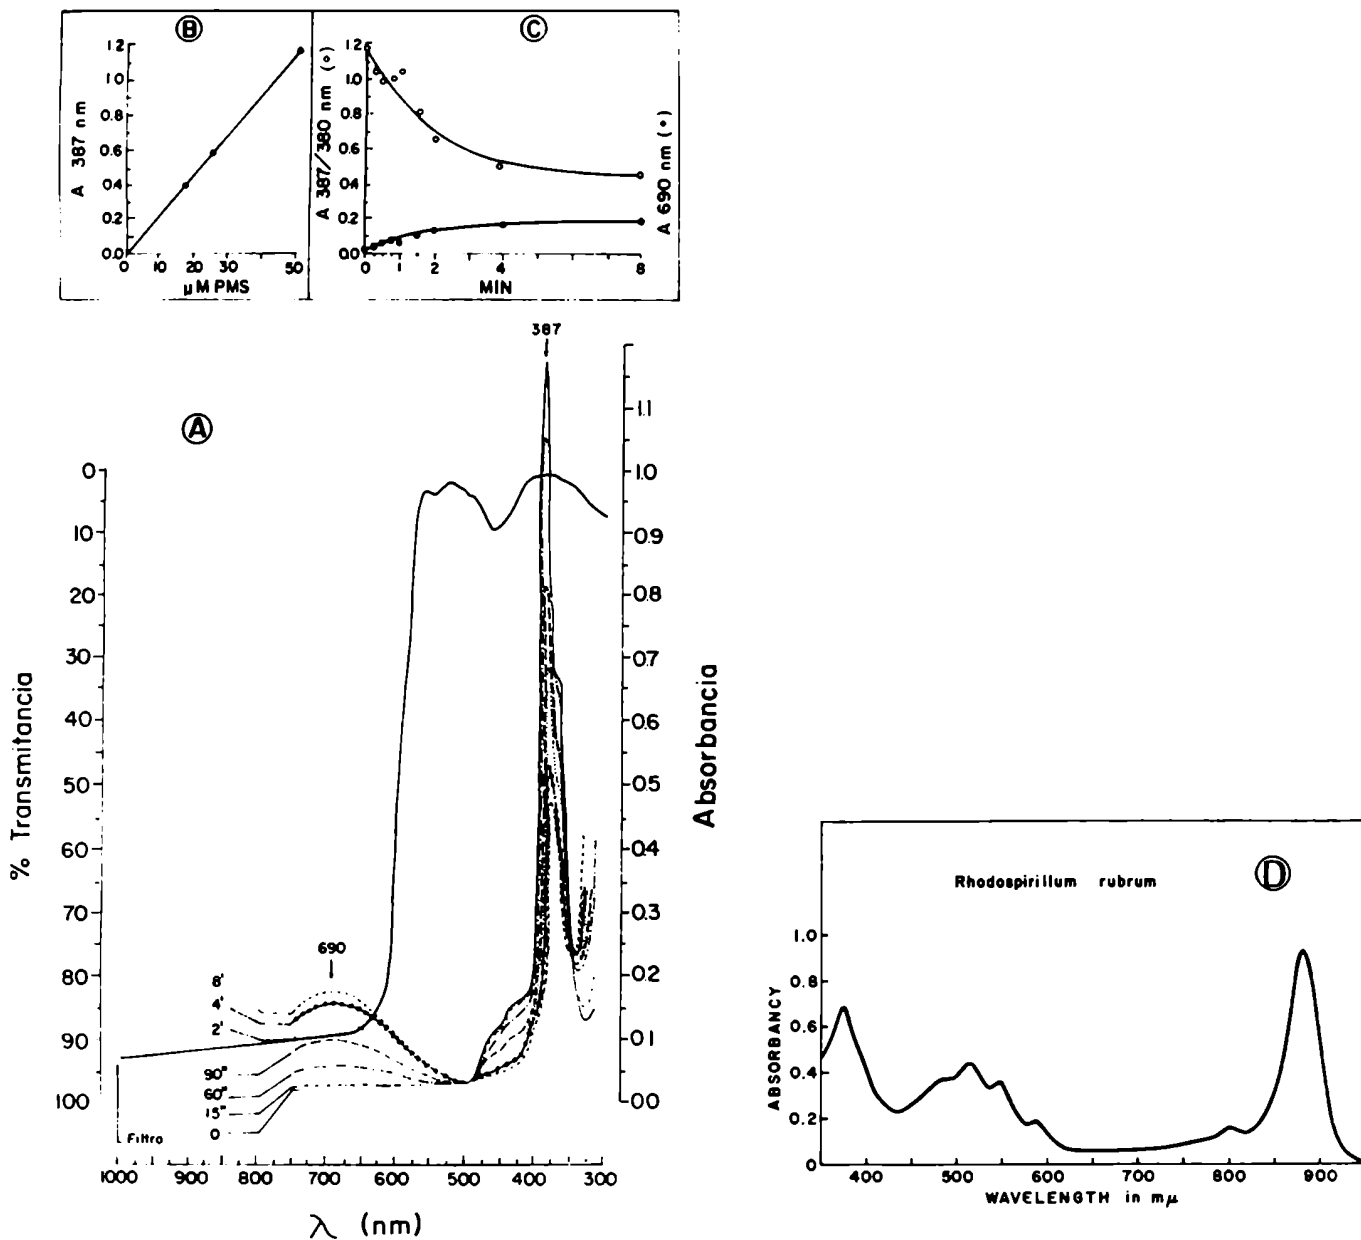 B
C
1.2
1.0
0.8
0.6
0.4
0.2
0.0
A 387 nm
0 10 20 30 50
µM PMS
1.2
1.0
0.8
0.6
0.4
0.2
0.0
A 387/380 nm (o)
A 690 nm (•)
0 1 2 4 8
MIN
387
A
0
10
20
30
40
50
60
70
80
90
100
% Transmitancia
1.1
1.0
0.9
0.8
0.7
0.6
0.5
0.4
0.3
0.2
0.1
0.0
Absorbancia
690
8'
4'
2'
90"
60"
15"
0
Filtro
1000 900 800 700 600 500 400 300
λ (nm)
Rhodospirillum rubrum
D
1.0
0.8
0.6
0.4
0.2
0
ABSORBANCY
400 500 600 700 800 900
WAVELENGTH in mµ